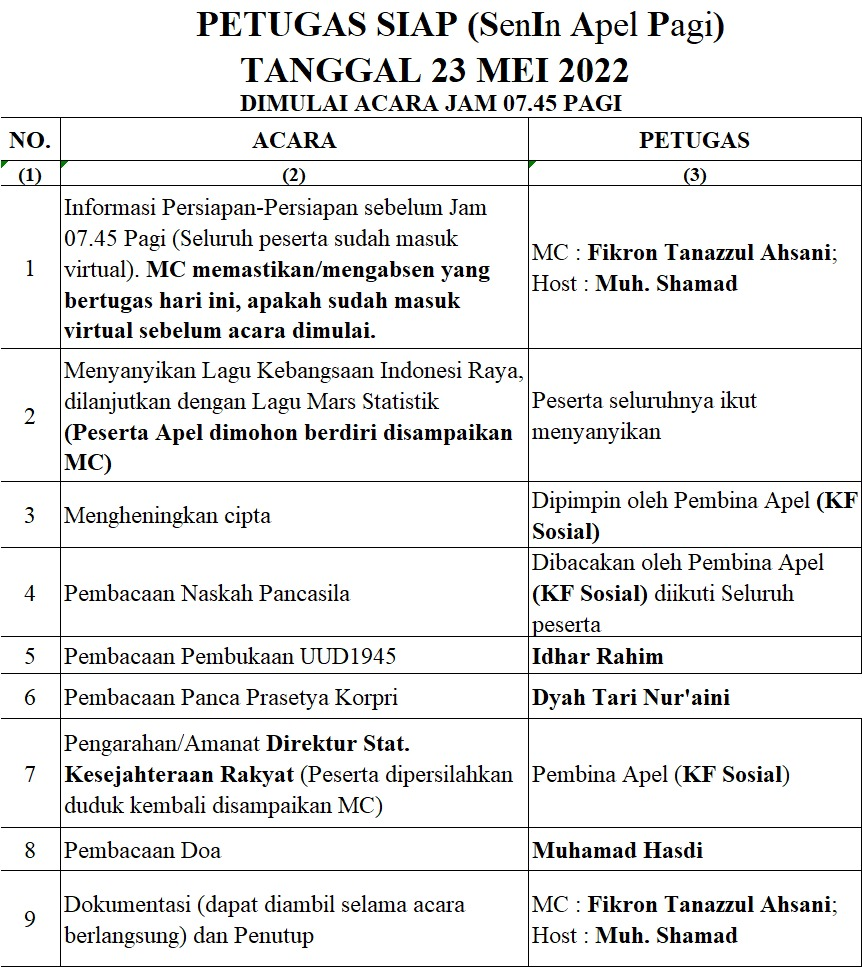 PETUGAS SIAP (SenIn Apel Pagi)
TANGGAL 23 MEI 2022
DIMULAI ACARA JAM 07.45 PAGI
NO. ACARA PETUGAS
(1) (2) (3)
1
Informasi Persiapan-Persiapan sebelum Jam
07.45 Pagi (Seluruh peserta sudah masuk
virtual). MC memastikan/mengabsen yang
bertugas hari ini, apakah sudah masuk
virtual sebelum acara dimulai.
MC : Fikron Tanazzul Ahsani;
Host : Muh. Shamad
2
Menyanyikan Lagu Kebangsaan Indonesi Raya,
dilanjutkan dengan Lagu Mars Statistik
(Peserta Apel dimohon berdiri disampaikan
MC)
Peserta seluruhnya ikut
menyanyikan
3
Mengheningkan cipta
Dipimpin oleh Pembina Apel (KF
Sosial)
4
Pembacaan Naskah Pancasila
Dibacakan oleh Pembina Apel
(KF Sosial) diikuti Seluruh
peserta
5
Pembacaan Pembukaan UUD1945
Idhar Rahim
6
Pembacaan Panca Prasetya Korpri
Dyah Tari Nur'aini
7
Pengarahan/Amanat Direktur Stat.
Kesejahteraan Rakyat (Peserta dipersilahkan
duduk kembali disampaikan MC)
Pembina Apel (KF Sosial)
8
Pembacaan Doa
Muhamad Hasdi
9
Dokumentasi (dapat diambil selama acara
berlangsung) dan Penutup
MC : Fikron Tanazzul Ahsani;
Host : Muh. Shamad